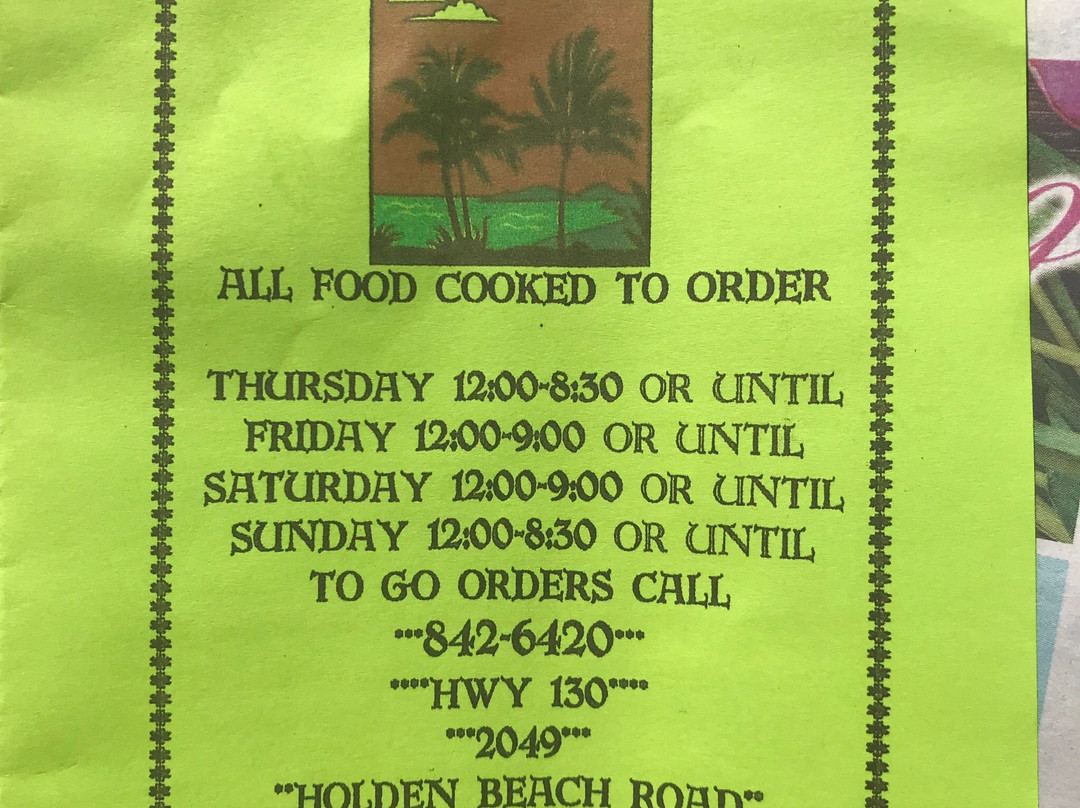 ALL FOOD COOKED TO ORDER
THURSDAY 12:00-8:30 OR UNTIL
FRIDAY 12:00-9:00 OR UNTIL
SATURDAY 12:00-9:00 OR UNTIL
SUNDAY 12:00-8:30 OR UNTIL
TO GO ORDERS CALL
***842-6420***
****HWY 130****
***2049***
**HOLDEN BEACH ROAD**